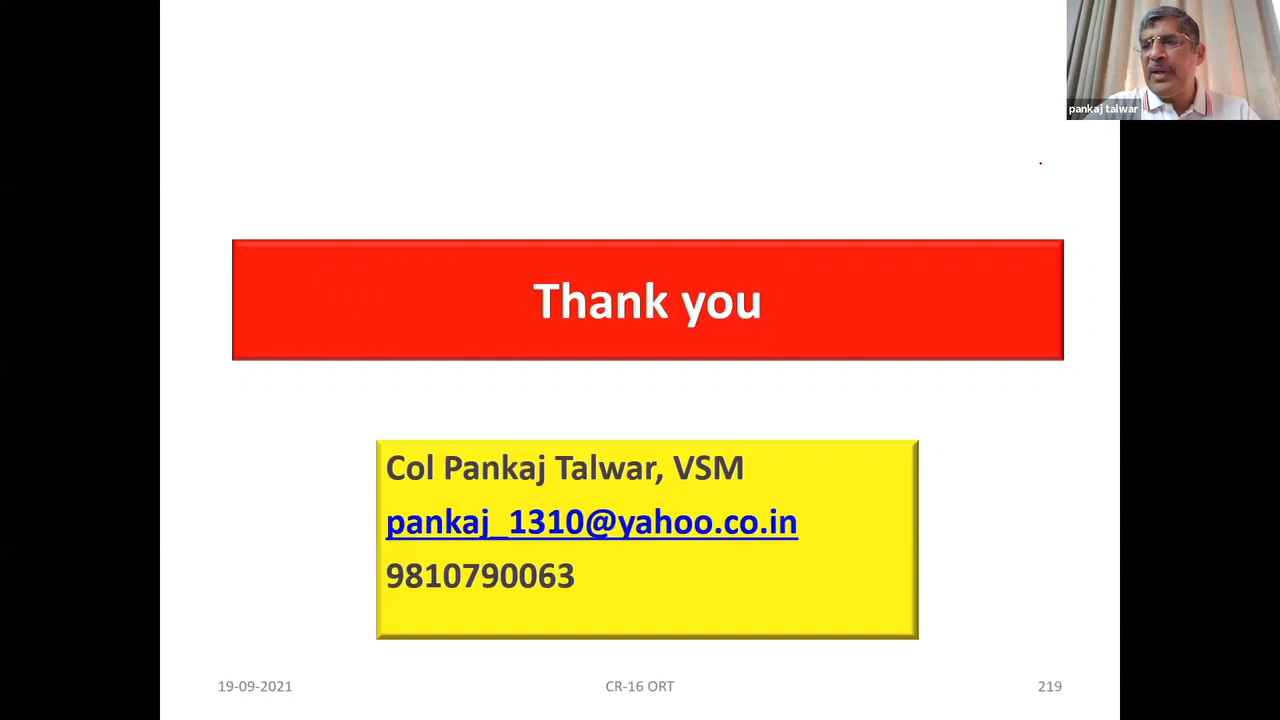 pankaj talwar
Thank you
Col Pankaj Talwar, VSM
pankaj_1310@yahoo.co.in
9810790063
19-09-2021
CR-16 ORT
219